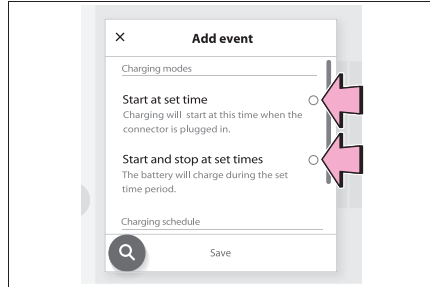 Add event
Charging modes
Start at set time
Charging will start at this time when the
connector is plugged in.
Start and stop at set times
The battery will charge during the set
time period.
Charging schedule
Save